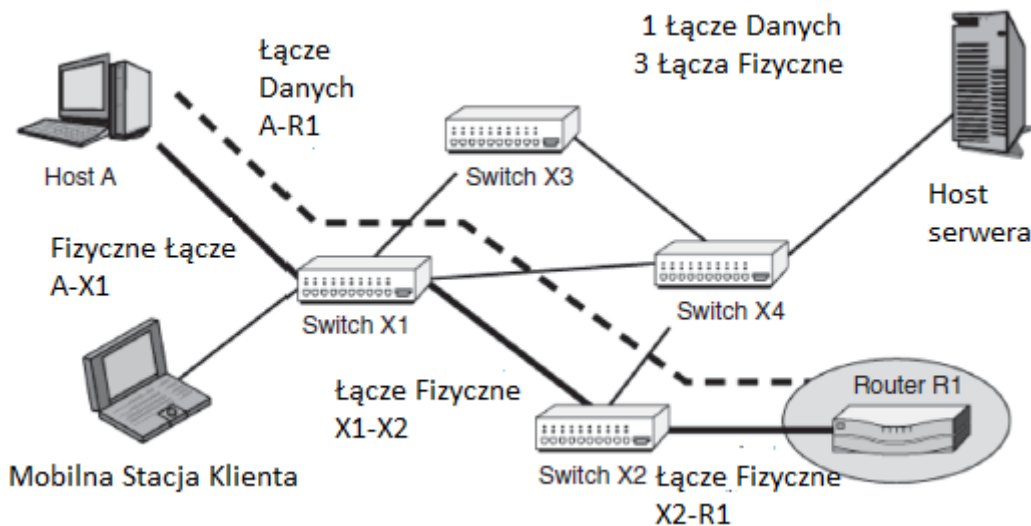 Łącze
Danych
A-R1
1 Łącze Danych
3 Łącza Fizyczne
Host A
Switch X3
Host
serwera
Fizyczne Łącze
A-X1
Switch X1
Switch X4
Łącze Fizyczne
X1-X2
Router R1
Mobilna Stacja Klienta
Switch X2
Łącze Fizyczne
X2-R1